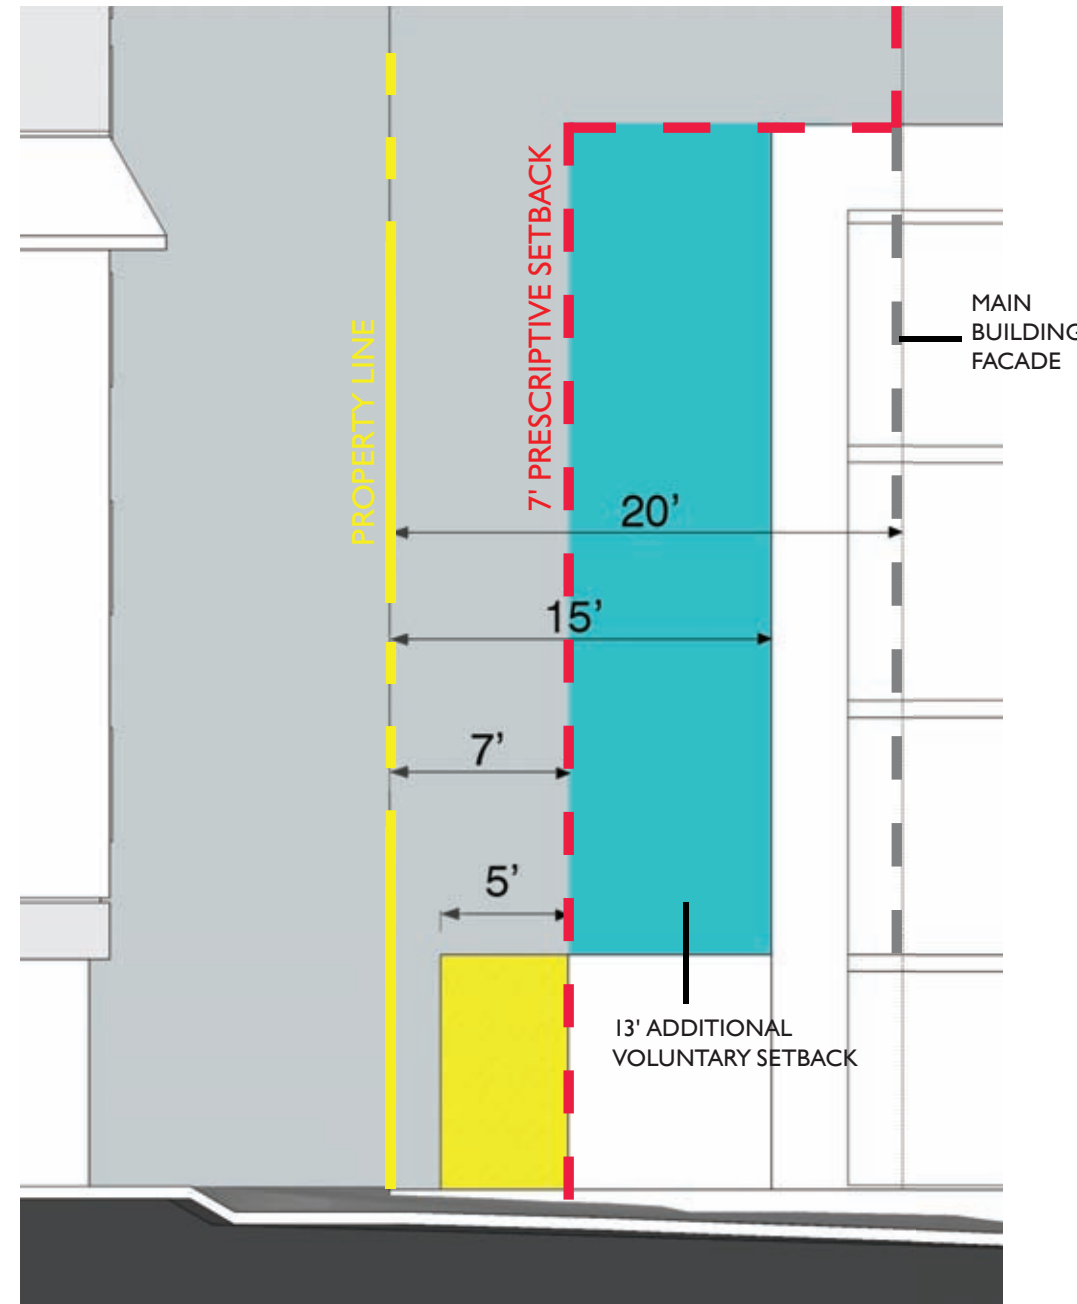 7' PRESCRIPTIVE SETBACK
PROPERTY LINE
MAIN
BUILDING
FACADE
20’
15’
7’
5’
13' ADDITIONAL
VOLUNTARY SETBACK